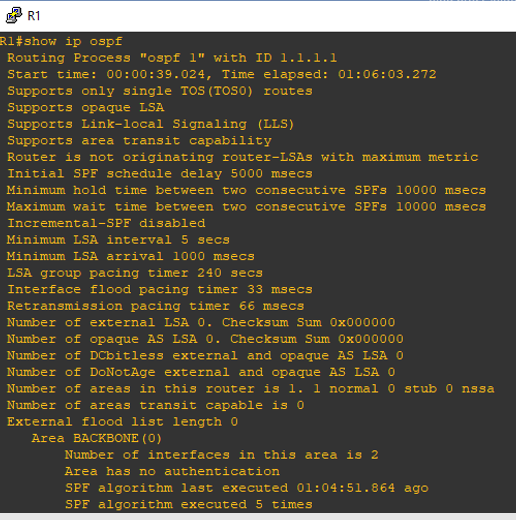 R1
R1#show ip ospf
Routing Process "ospf 1" with ID 1.1.1.1
Start time: 00:00:39.024, Time elapsed: 01:06:03.272
Supports only single TOS(TOS0) routes
Supports opaque LSA
Supports Link-local Signaling (LLS)
Supports area transit capability
Router is not originating router-LSAs with maximum metric
Initial SPF schedule delay 5000 msecs
Minimum hold time between two consecutive SPFs 10000 msecs
Maximum wait time between two consecutive SPFs 10000 msecs
Incremental-SPF disabled
Minimum LSA interval 5 secs
Minimum LSA arrival 1000 msecs
LSA group pacing timer 240 secs
Interface flood pacing timer 33 msecs
Retransmission pacing timer 66 msecs
Number of external LSA 0. Checksum Sum 0x000000
Number of opaque AS LSA 0. Checksum Sum 0x000000
Number of DCbitless external and opaque AS LSA 0
Number of DoNotAge external and opaque AS LSA 0
Number of areas in this router is 1. 1 normal 0 stub 0 nssa
Number of areas transit capable is 0
External flood list length 0
Area BACKBONE(0)
Number of interfaces in this area is 2
Area has no authentication
SPF algorithm last executed 01:04:51.864 ago
SPF algorithm executed 5 times